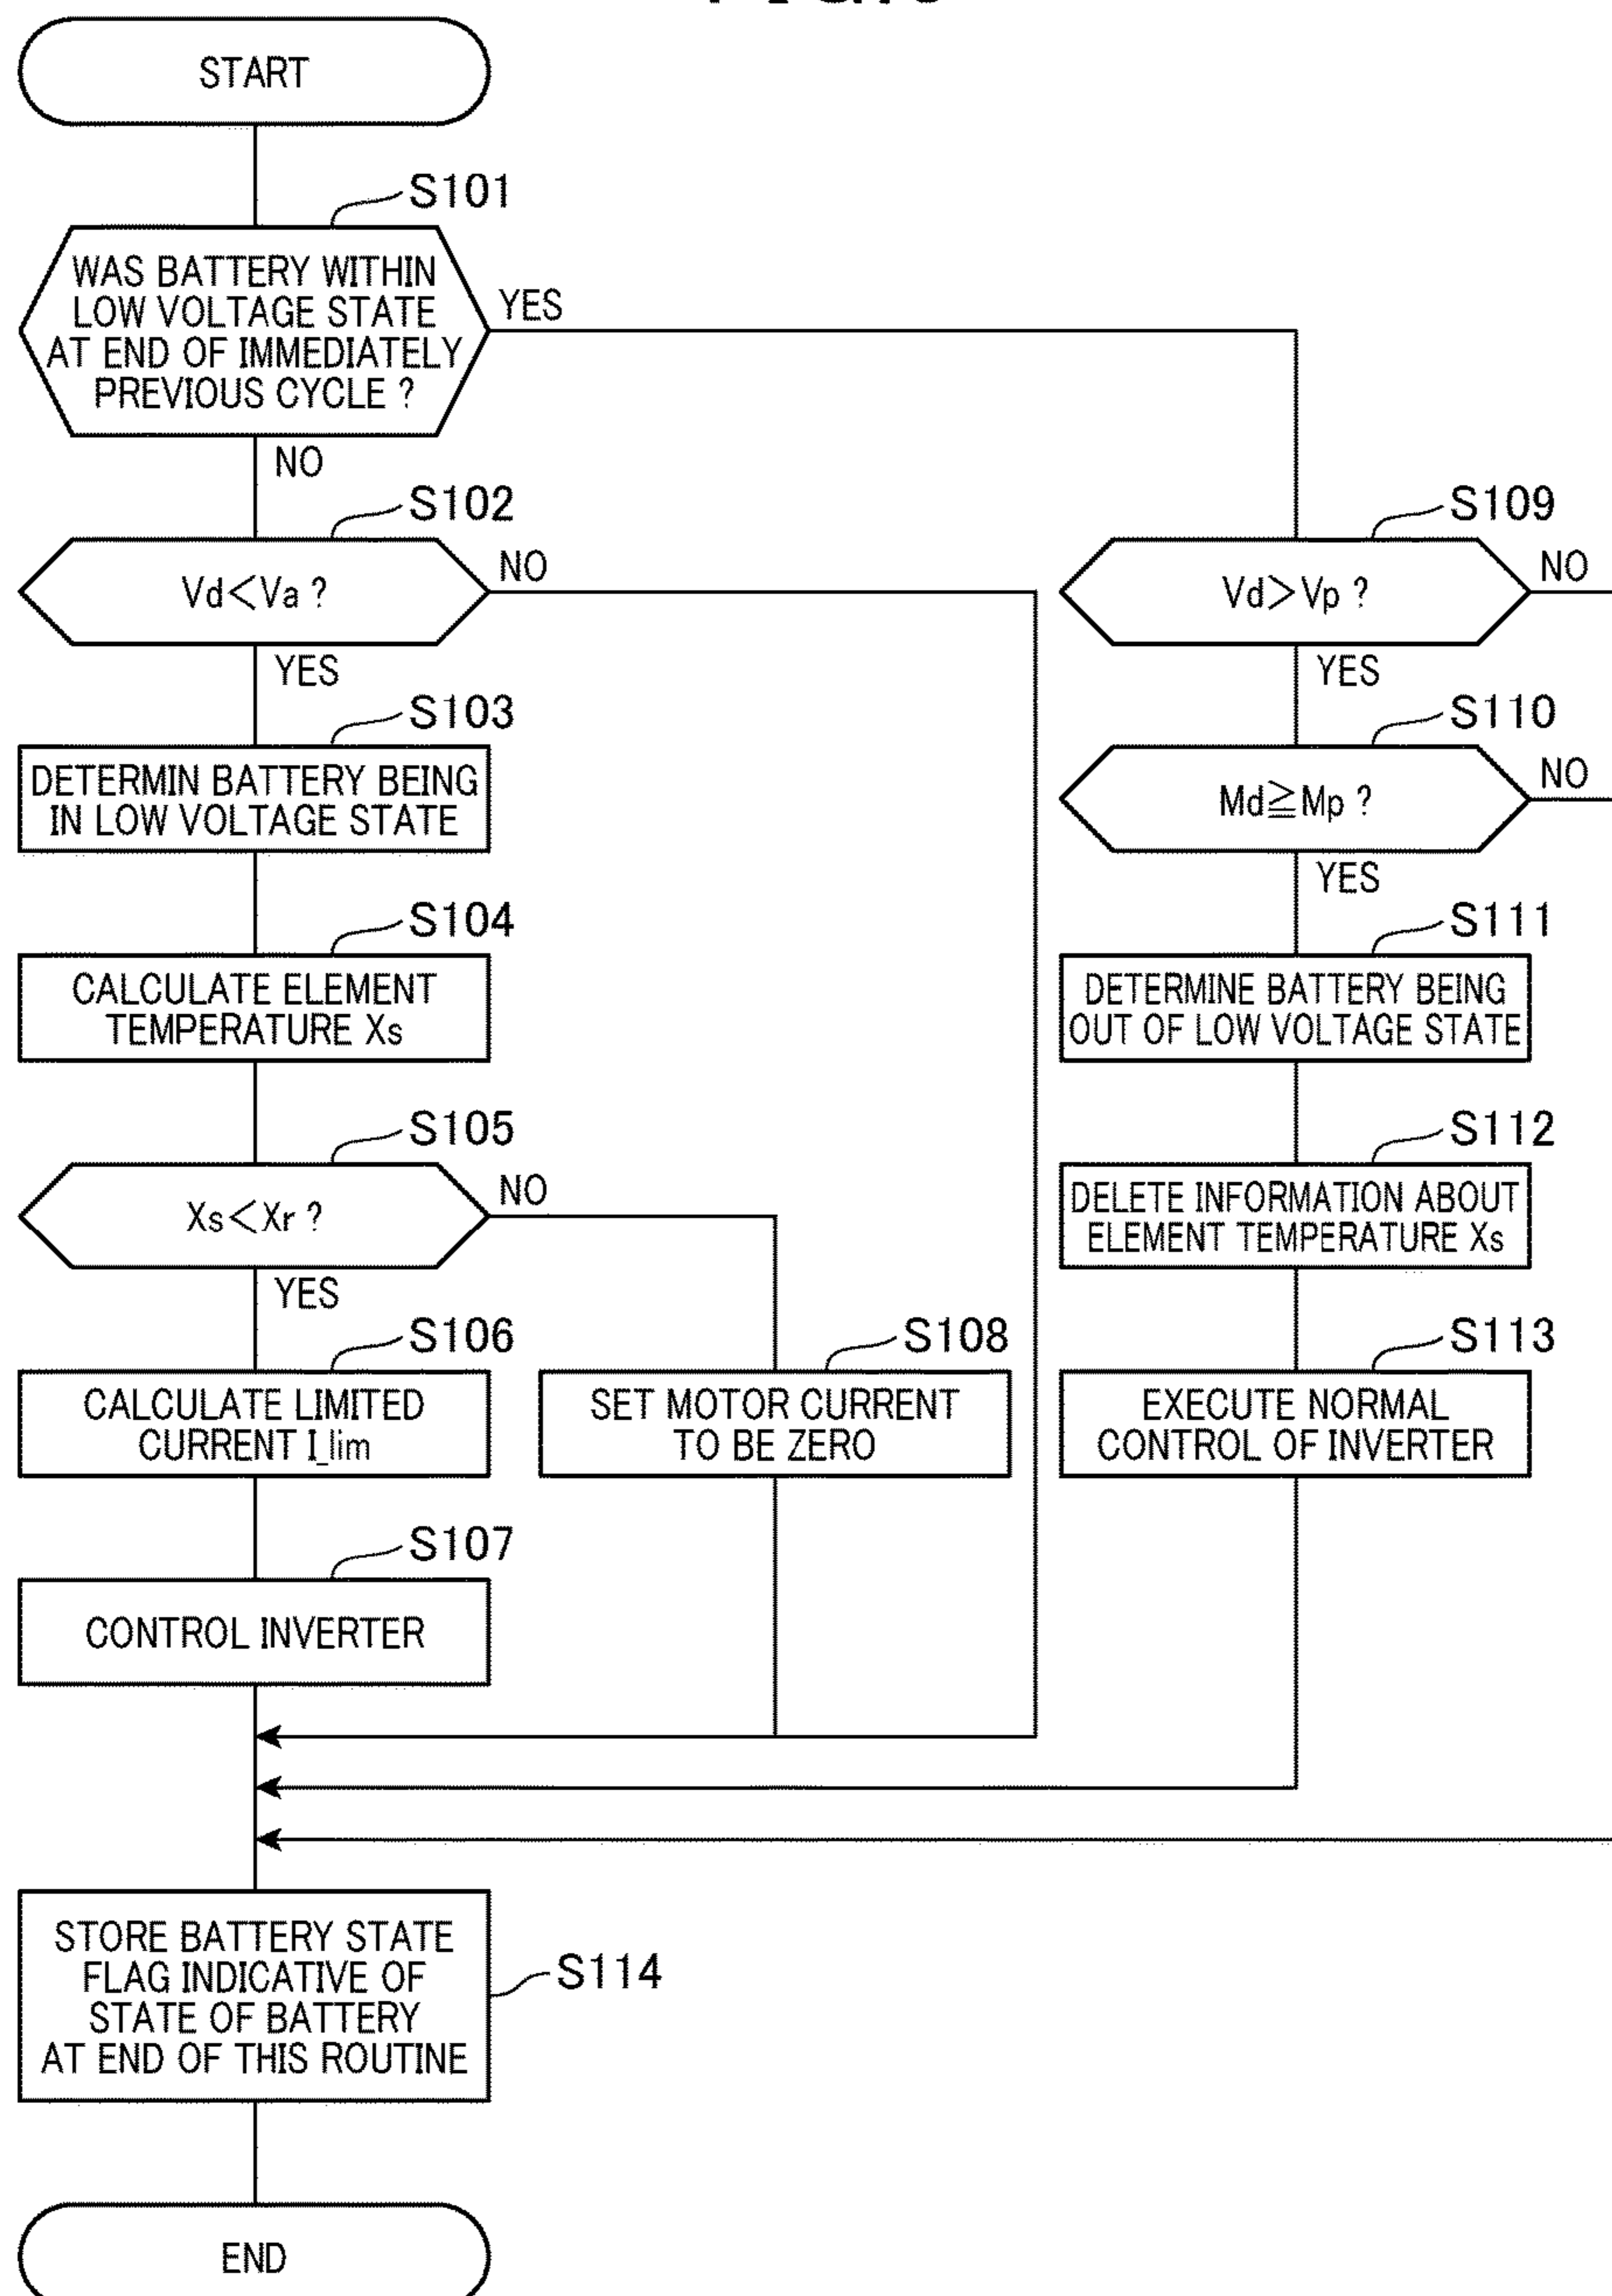 START
S101
WAS BATTERY WITHIN
LOW VOLTAGE STATE
AT END OF IMMEDIATELY
PREVIOUS CYCLE ?
YES
NO
S102
Vd<Va ?
NO
YES
S103
DETERMIN BATTERY BEING
IN LOW VOLTAGE STATE
S104
CALCULATE ELEMENT
TEMPERATURE Xs
S105
Xs<Xr ?
NO
YES
S106
CALCULATE LIMITED
CURRENT I_lim
S108
SET MOTOR CURRENT
TO BE ZERO
S107
CONTROL INVERTER
S109
Vd>Vp ?
NO
YES
S110
Md≧Mp ?
NO
YES
S111
DETERMINE BATTERY BEING
OUT OF LOW VOLTAGE STATE
S112
DELETE INFORMATION ABOUT
ELEMENT TEMPERATURE Xs
S113
EXECUTE NORMAL
CONTROL OF INVERTER
STORE BATTERY STATE
FLAG INDICATIVE OF
STATE OF BATTERY
AT END OF THIS ROUTINE
S114
END